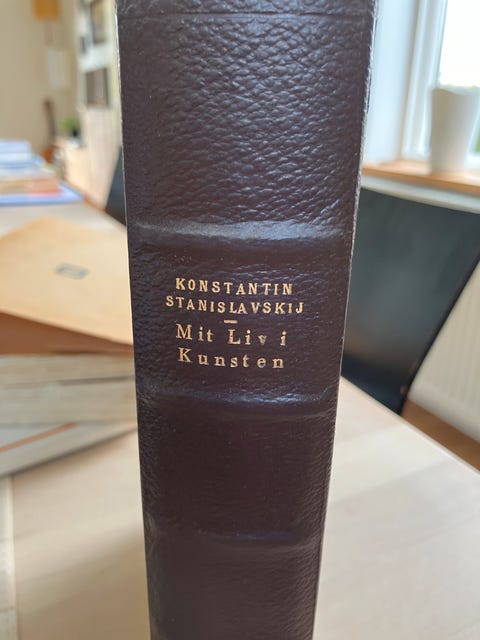 KONSTANTIN
STANISLAVSKIJ
Mit Liv i
Kunsten